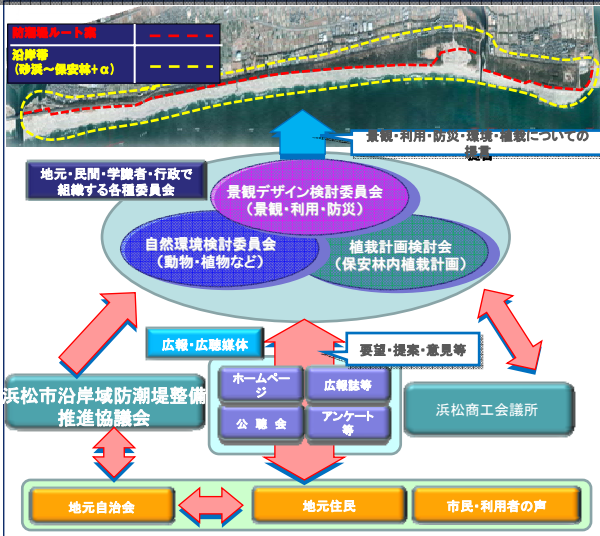 防潮堤ルート案
沿岸帯
(砂浜～保安林+α)
景観・利用・防災・環境・植栽についての
提言
地元・民間・学識者・行政で
組織する各種委員会
景観デザイン検討委員会
(景観・利用・防災)
自然環境検討委員会
(動物・植物など)
植栽計画検討会
(保安林内植栽計画)
広報・広聴媒体
要望・提案・意見等
ホームペー
ジ
広報誌等
公 聴 会
アンケート
等
浜松市沿岸域防潮堤整備
推進協議会
浜松商工会議所
地元自治会
地元住民
市民・利用者の声